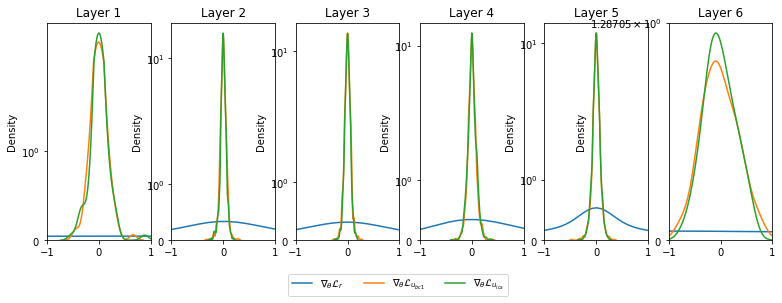 Layer 1 Layer 2 Layer 3 Layer 4 Layer 5 Layer 6
1.28705 × 10⁰
Density Density Density Density Density Density
10¹ 10¹ 10¹ 10¹
10⁰ 10⁰ 10⁰ 10⁰ 10⁰
0 0 0 0 0 0
−1 0 1 −1 0 1 −1 0 1 −1 0 1 −1 0 1 −1 0 1
∇θℒr ∇θℒubc1 ∇θℒuics